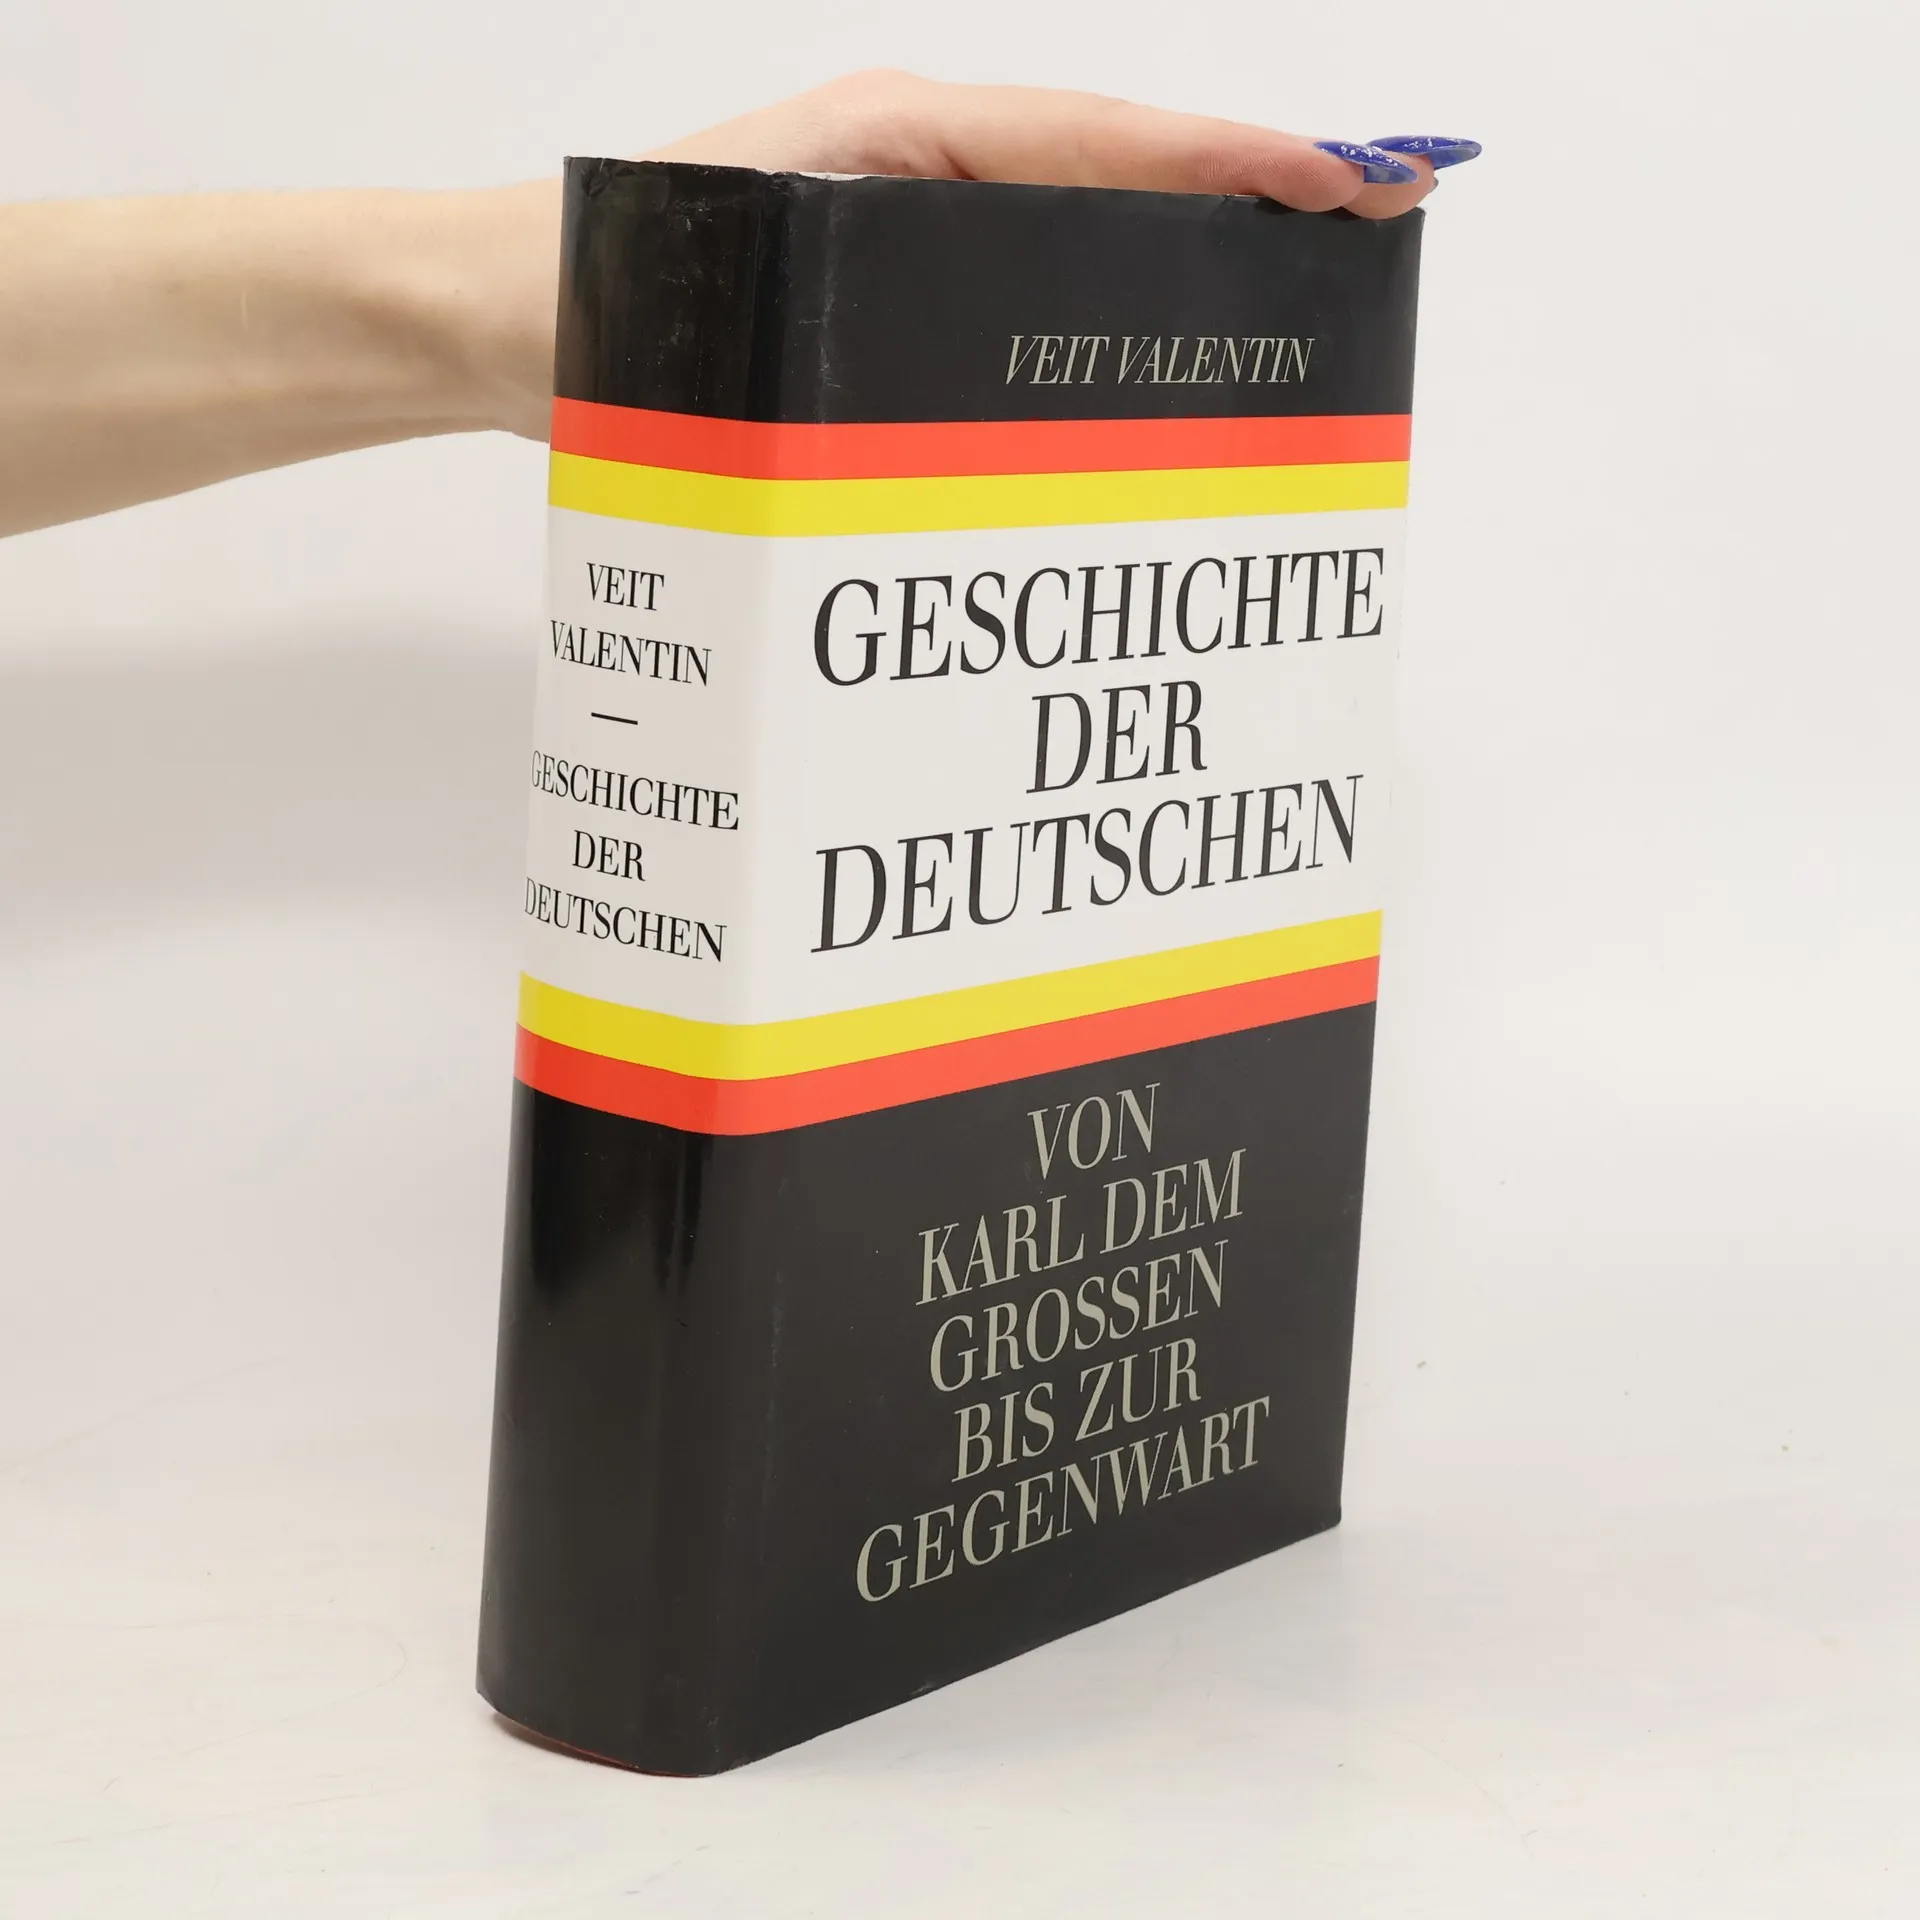 VEIT VALENTIN
GESCHICHTE
DER
DEUTSCHEN
VON
KARL DEM
GROSSEN
BIS ZUR
GEGENWART
VEIT
VALENTIN
—
GESCHICHTE
DER
DEUTSCHEN